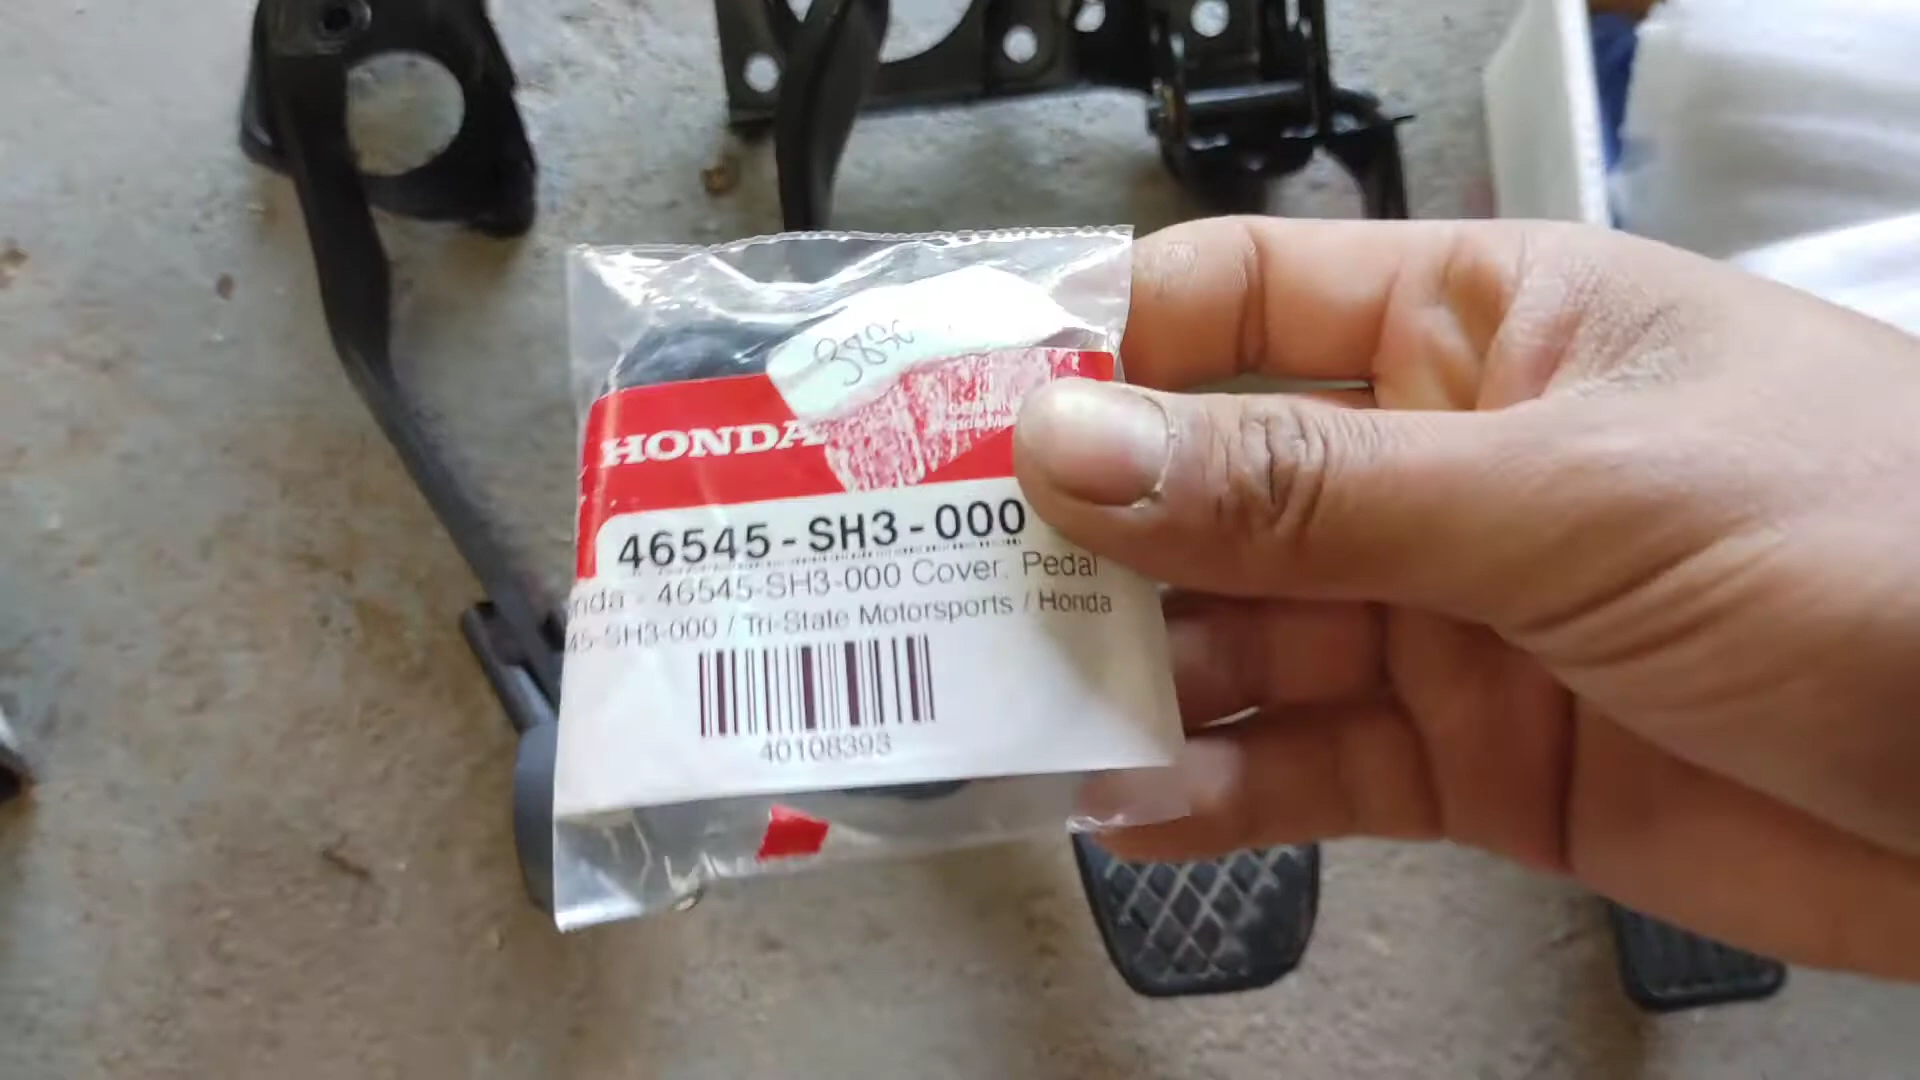 HONDA
46545-SH3-000
nda - 46545-SH3-000 Cover, Pedal
45-SH3-000 / Tri-State Motorsports / Honda
40108393